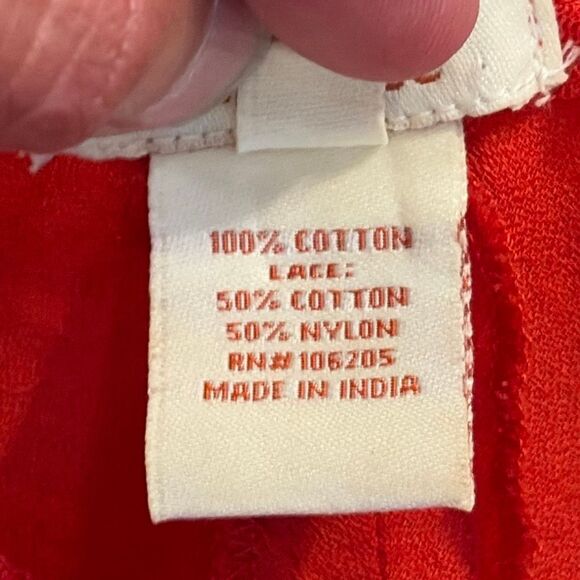 100% COTTON
LACE:
50% COTTON
50% NYLON
RN# 106205
MADE IN INDIA